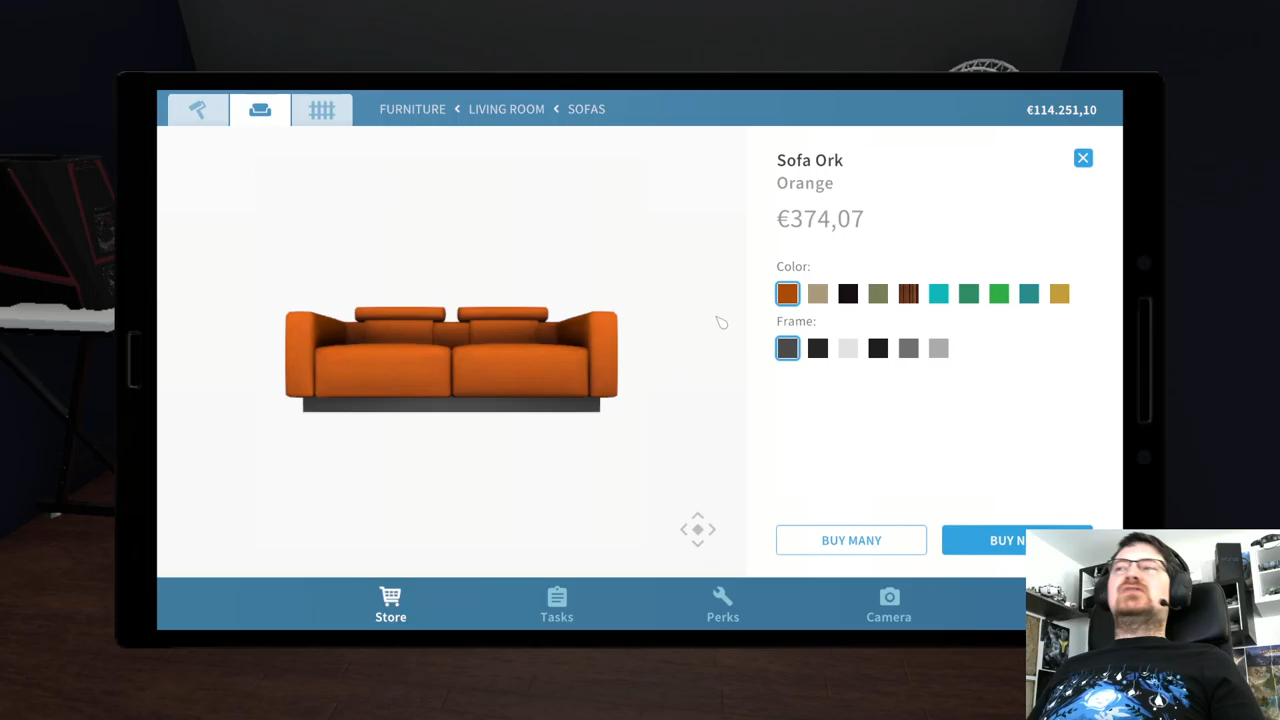 FURNITURE < LIVING ROOM < SOFAS
€114.251,10
Sofa Ork
Orange
€374,07
Color:
Frame:
BUY MANY
BUY N
Store
Tasks
Perks
Camera